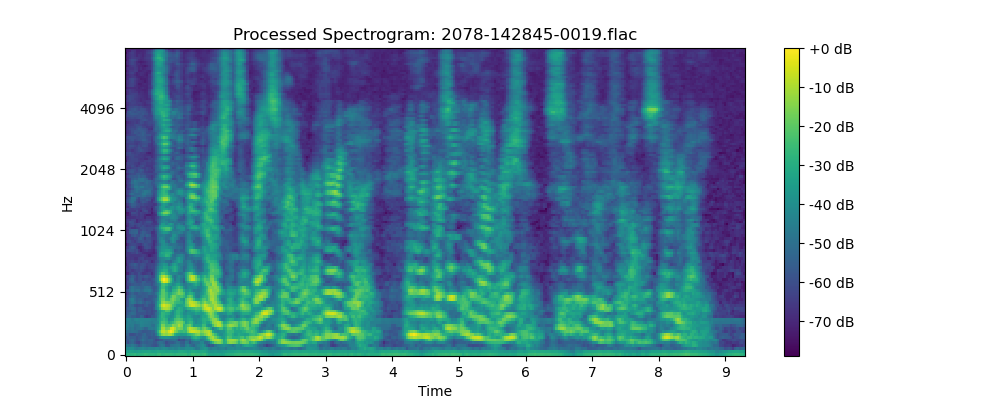 Processed Spectrogram: 2078-142845-0019.flac
Hz
4096
2048
1024
512
0
0 1 2 3 4 5 6 7 8 9
Time
+0 dB
-10 dB
-20 dB
-30 dB
-40 dB
-50 dB
-60 dB
-70 dB